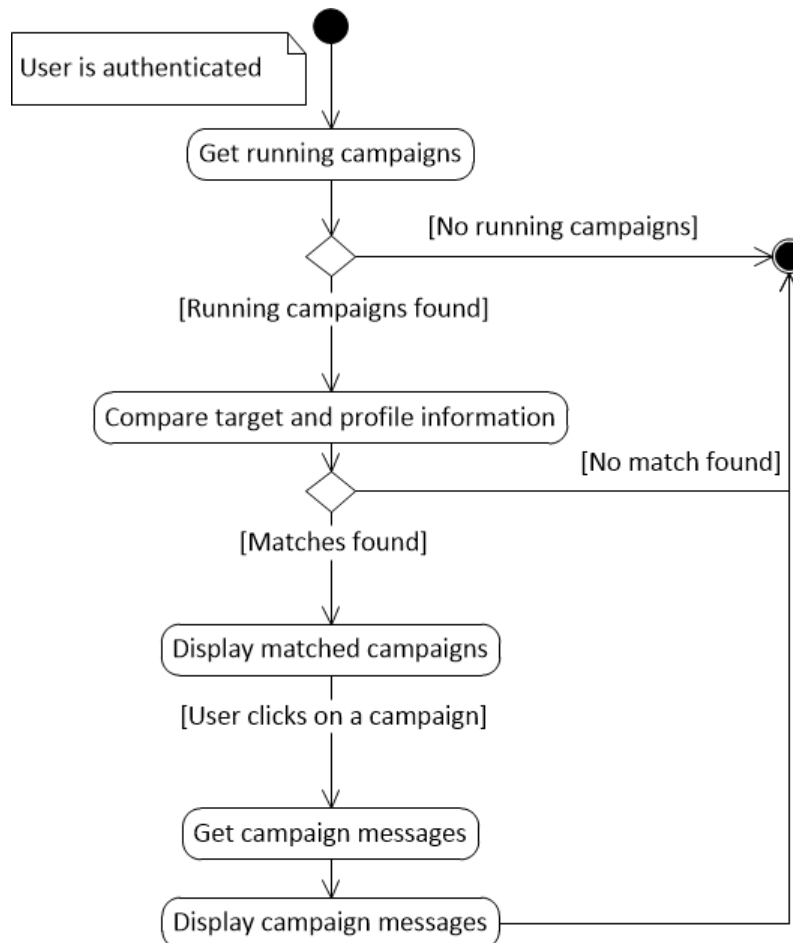 User is authenticated
Get running campaigns
[No running campaigns]
[Running campaigns found]
Compare target and profile information
[No match found]
[Matches found]
Display matched campaigns
[User clicks on a campaign]
Get campaign messages
Display campaign messages